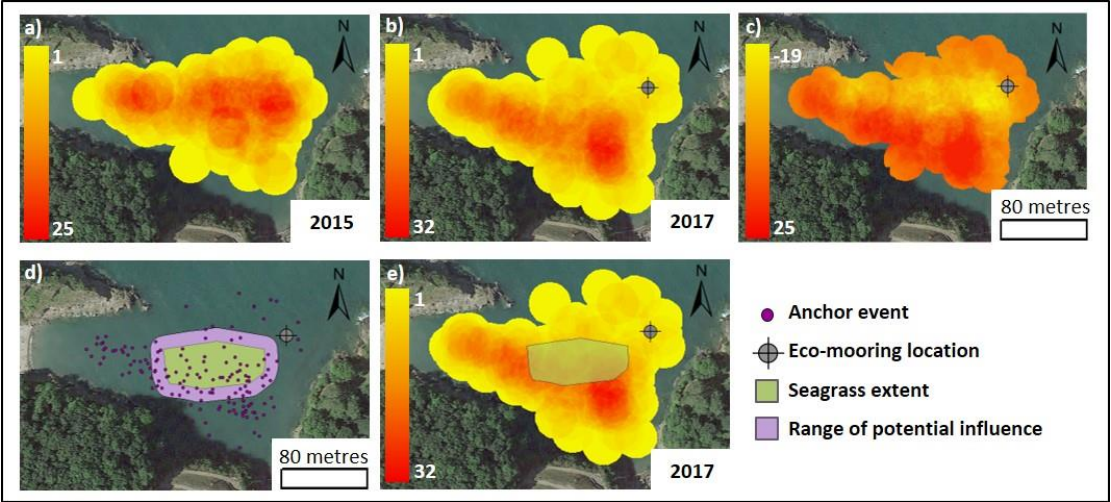 a)
1
25
N
2015
b)
1
32
N
2017
c)
-19
25
N
80 metres
d)
N
80 metres
e)
1
32
N
2017
Anchor event
Eco-mooring location
Seagrass extent
Range of potential influence